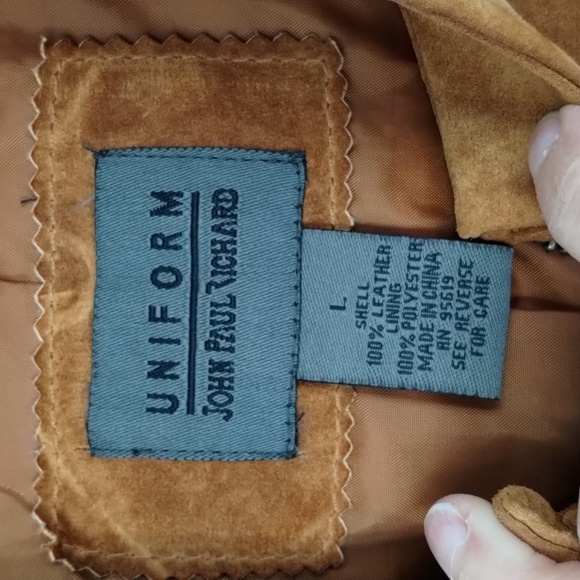 UNIFORM
JOHN PAUL RICHARD
L
SHELL
100% LEATHER
LINING
100% POLYESTER
MADE IN CHINA
RN 95619
SEE REVERSE
FOR CARE